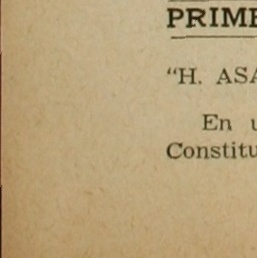 PRIME
"H. ASA
En u
Constitu